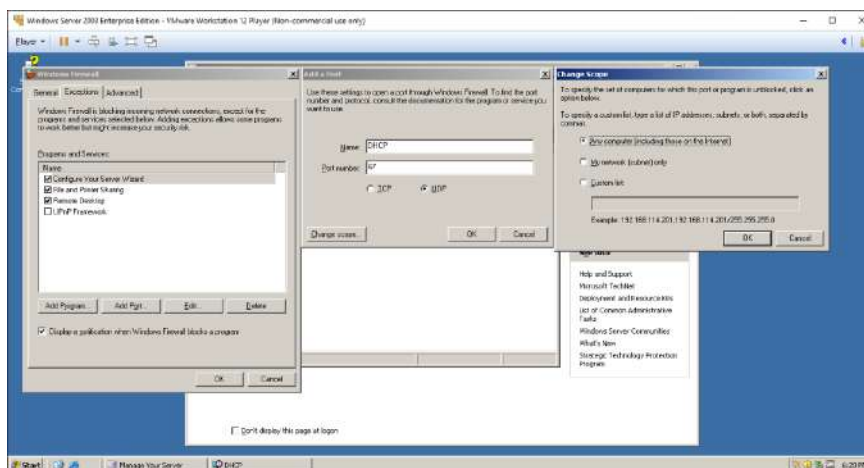 Windows Server 2003 Enterprise Edition - VMware Workstation 12 Player (Non-commercial use only)
Player
Windows Firewall
General
Exceptions
Advanced
Windows Firewall is blocking incoming network connections, except for the
programs and services selected below. Adding exceptions allows some programs
to work better but might increase your security risk.
Programs and Services:
Name
Configure Your Server Wizard
File and Printer Sharing
Remote Desktop
UPnP Framework
Add Program...
Add Port...
Edit...
Delete
Display a notification when Windows Firewall blocks a program
OK
Cancel
Add a Port
Use these settings to open a port through Windows Firewall. To find the port
number and protocol, consult the documentation for the program or service you
want to use.
Name: DHCP
Port number: 67
TCP
UDP
Change scope...
OK
Cancel
Change Scope
To specify the set of computers for which this port or program is unblocked, click an
option below.
To specify a custom list, type a list of IP addresses, subnets, or both, separated by
commas.
Any computer (including those on the Internet)
My network (subnet) only
Custom list:
Example: 192.168.114.201,192.168.114.201/255.255.255.0
OK
Cancel
See Also
Help and Support
Microsoft TechNet
Deployment and Resource Kits
List of Common Administrative
Tasks
Windows Server Communities
What's New
Strategic Technology Protection
Program
Don't display this page at logon
Start
Manage Your Server
DHCP